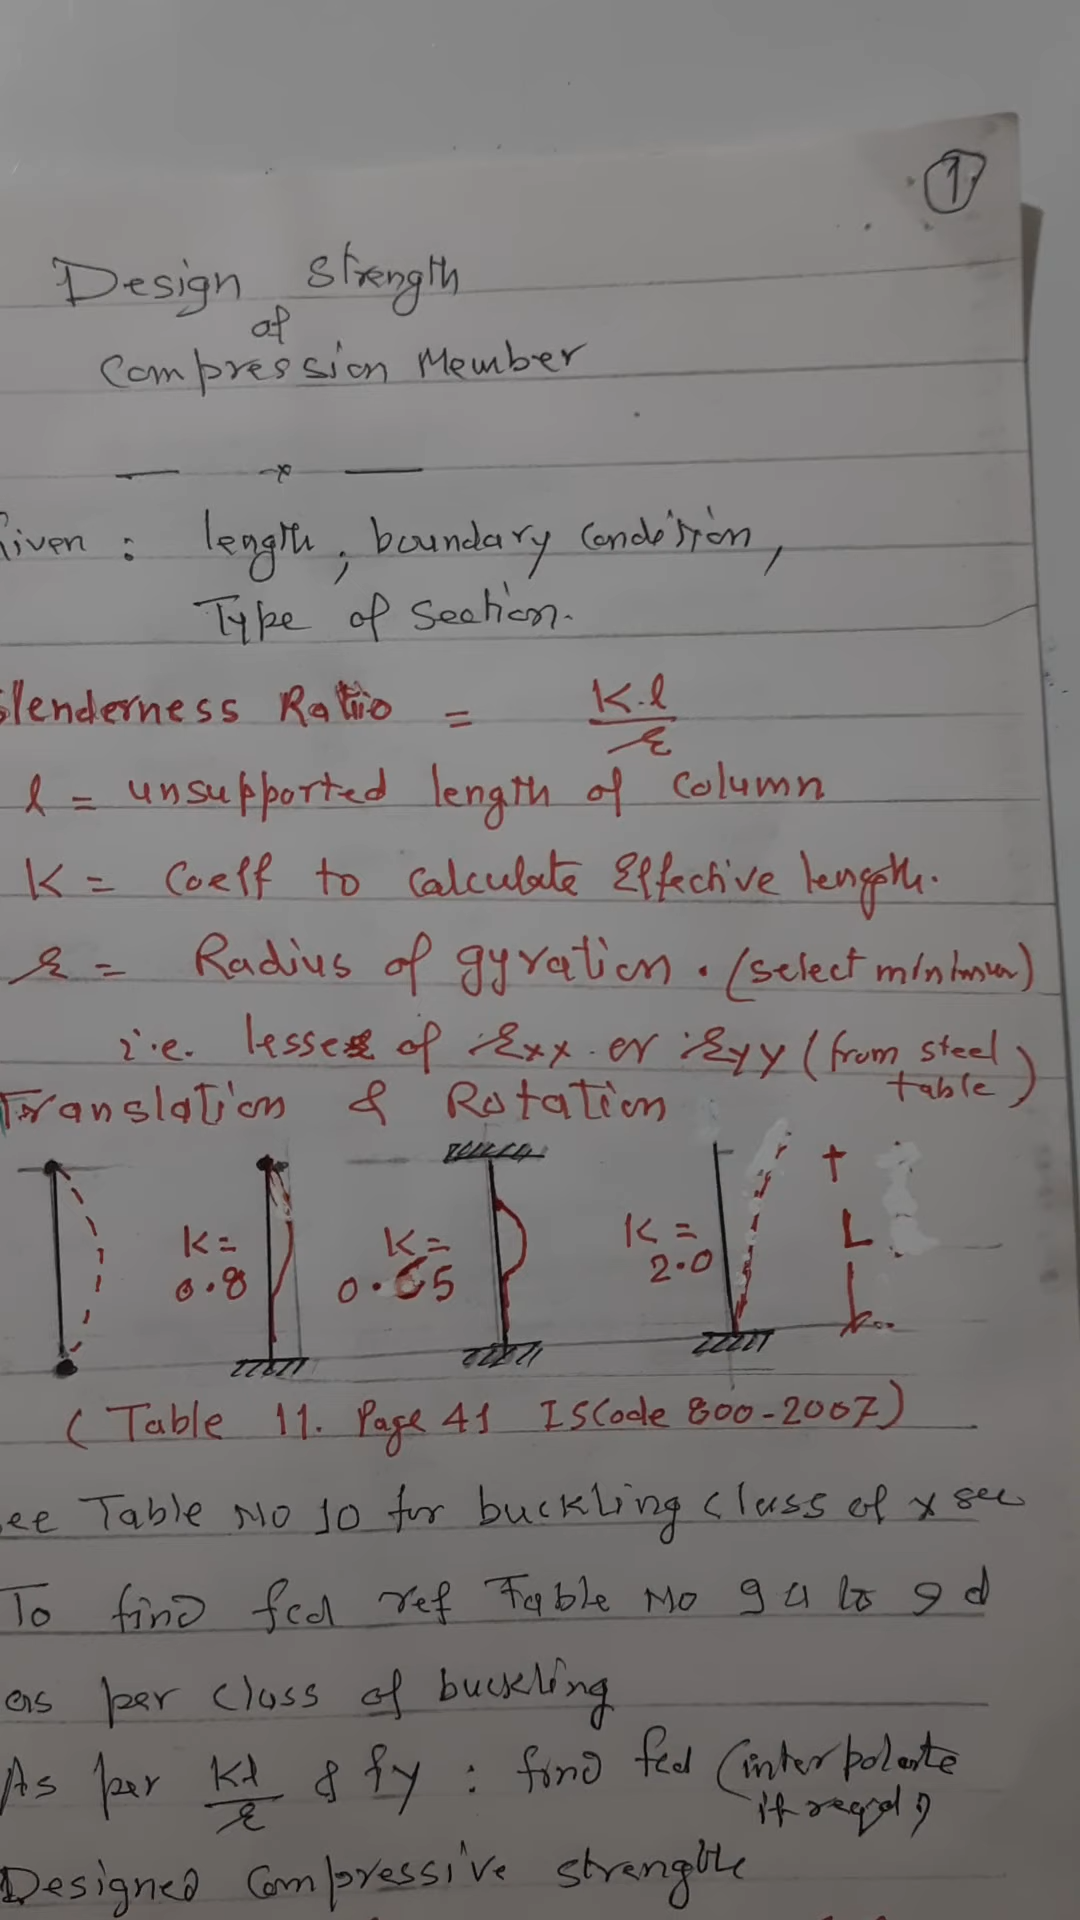 1
Design Strength
of
Compression Member
— x —
iven : length, boundary Condition,
Type of Section.
Slenderness Ratio = K.l / r
l = unsupported length of Column
K = Coeff to Calculate Effective length.
r = Radius of gyration. (select minimum)
i.e. lesser of rxx or ryy (from steel table)
Translation & Rotation
K = 0.8
K = 0.65
K = 2.0
(Table 11. Page 41 IS Code 800-2007)
ee Table No 10 for buckling class of x sec
To find fcd ref Table No 9a to 9d
as per class of buckling
As per Kl/r & fy : find fcd (interpolate if reqd)
Designed Compressive strength